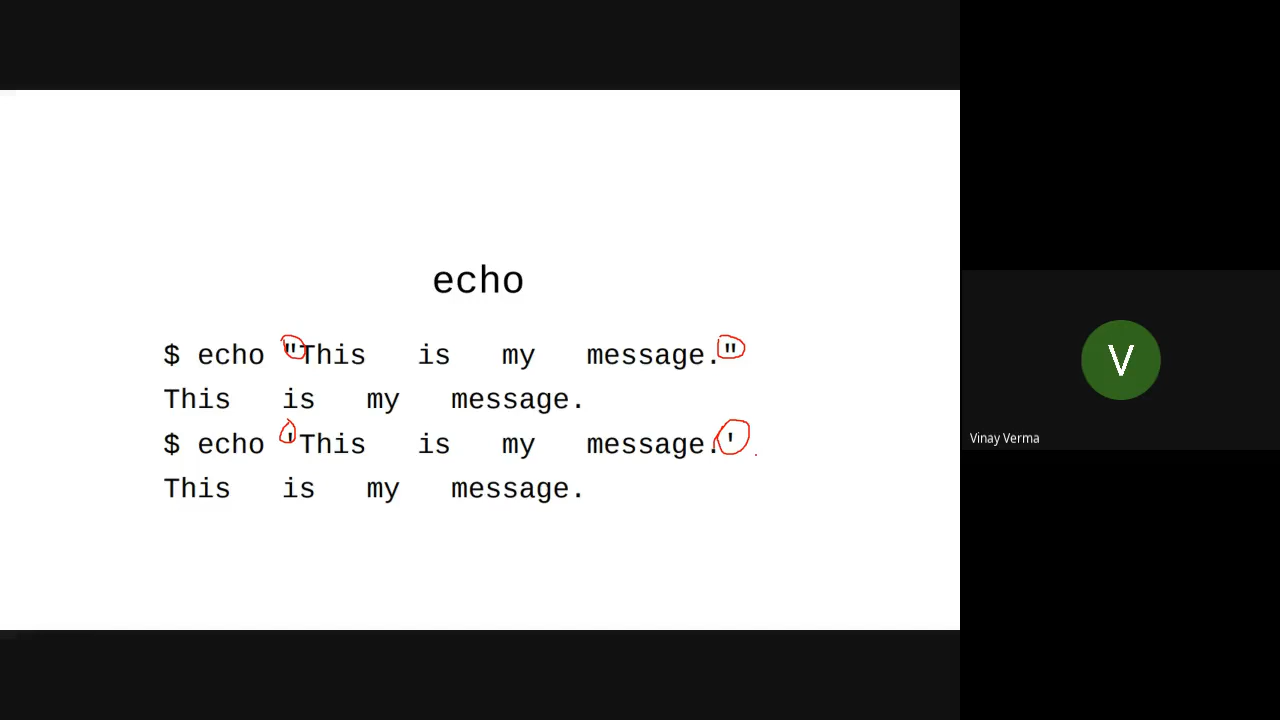 echo
$ echo "This   is   my   message."
This   is   my   message.
$ echo 'This   is   my   message.'
This   is   my   message.
V
Vinay Verma